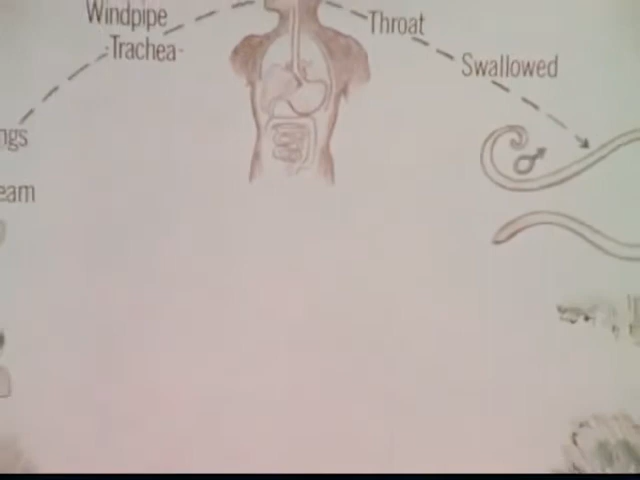 Windpipe
-Trachea-
Throat
Swallowed
ngs
eam